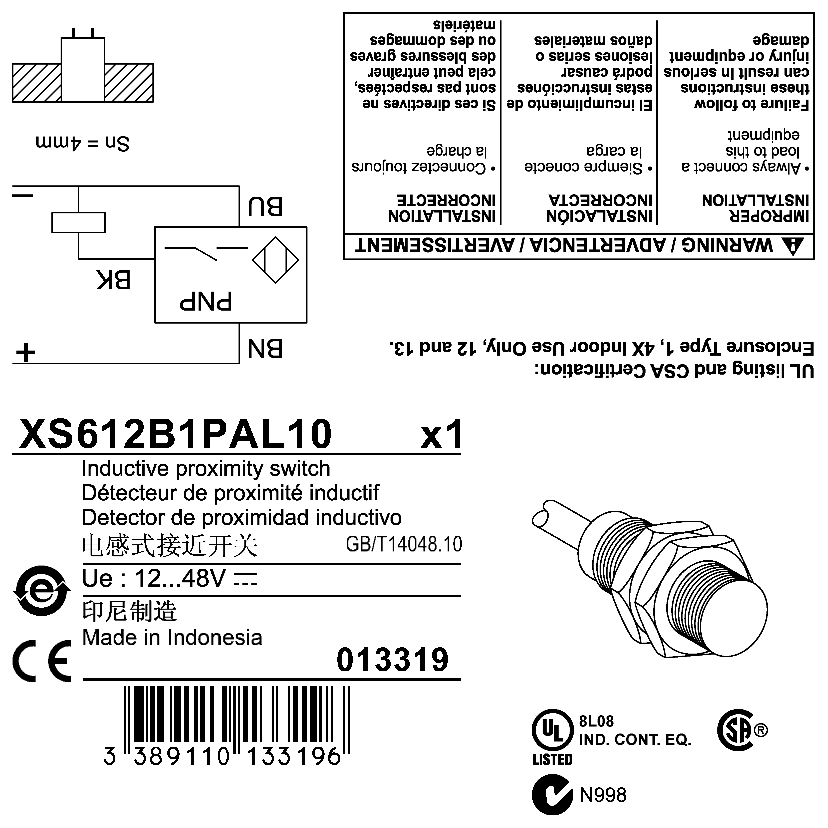 Sn = 4mm
−
BU
BK
PNP
BN
+
WARNING / ADVERTENCIA / AVERTISSEMENT
IMPROPER
INSTALLATION
• Always connect a
load to this
equipment
Failure to follow
these instructions
can result in serious
injury or equipment
damage
INSTALACIÓN
INCORRECTA
• Siempre conecte
la carga
El incumplimiento de
estas instrucciónes
podrá causar
lesiones serias o
daños materiales
INSTALLATION
INCORRECTE
• Connectez toujours
la charge
Si ces directives ne
sont pas respectées,
cela peut entraîner
des blessures graves
ou des dommages
matériels
UL listing and CSA Certification:
Enclosure Type 1, 4X Indoor Use Only, 12 and 13.
XS612B1PAL10 x1
Inductive proximity switch
Détecteur de proximité inductif
Detector de proximidad inductivo
电感式接近开关 GB/T14048.10
Ue : 12...48V ⎓
印尼制造
Made in Indonesia
CE
013319
3 389110 133196
UL
LISTED
8L08
IND. CONT. EQ.
SA ®
N998